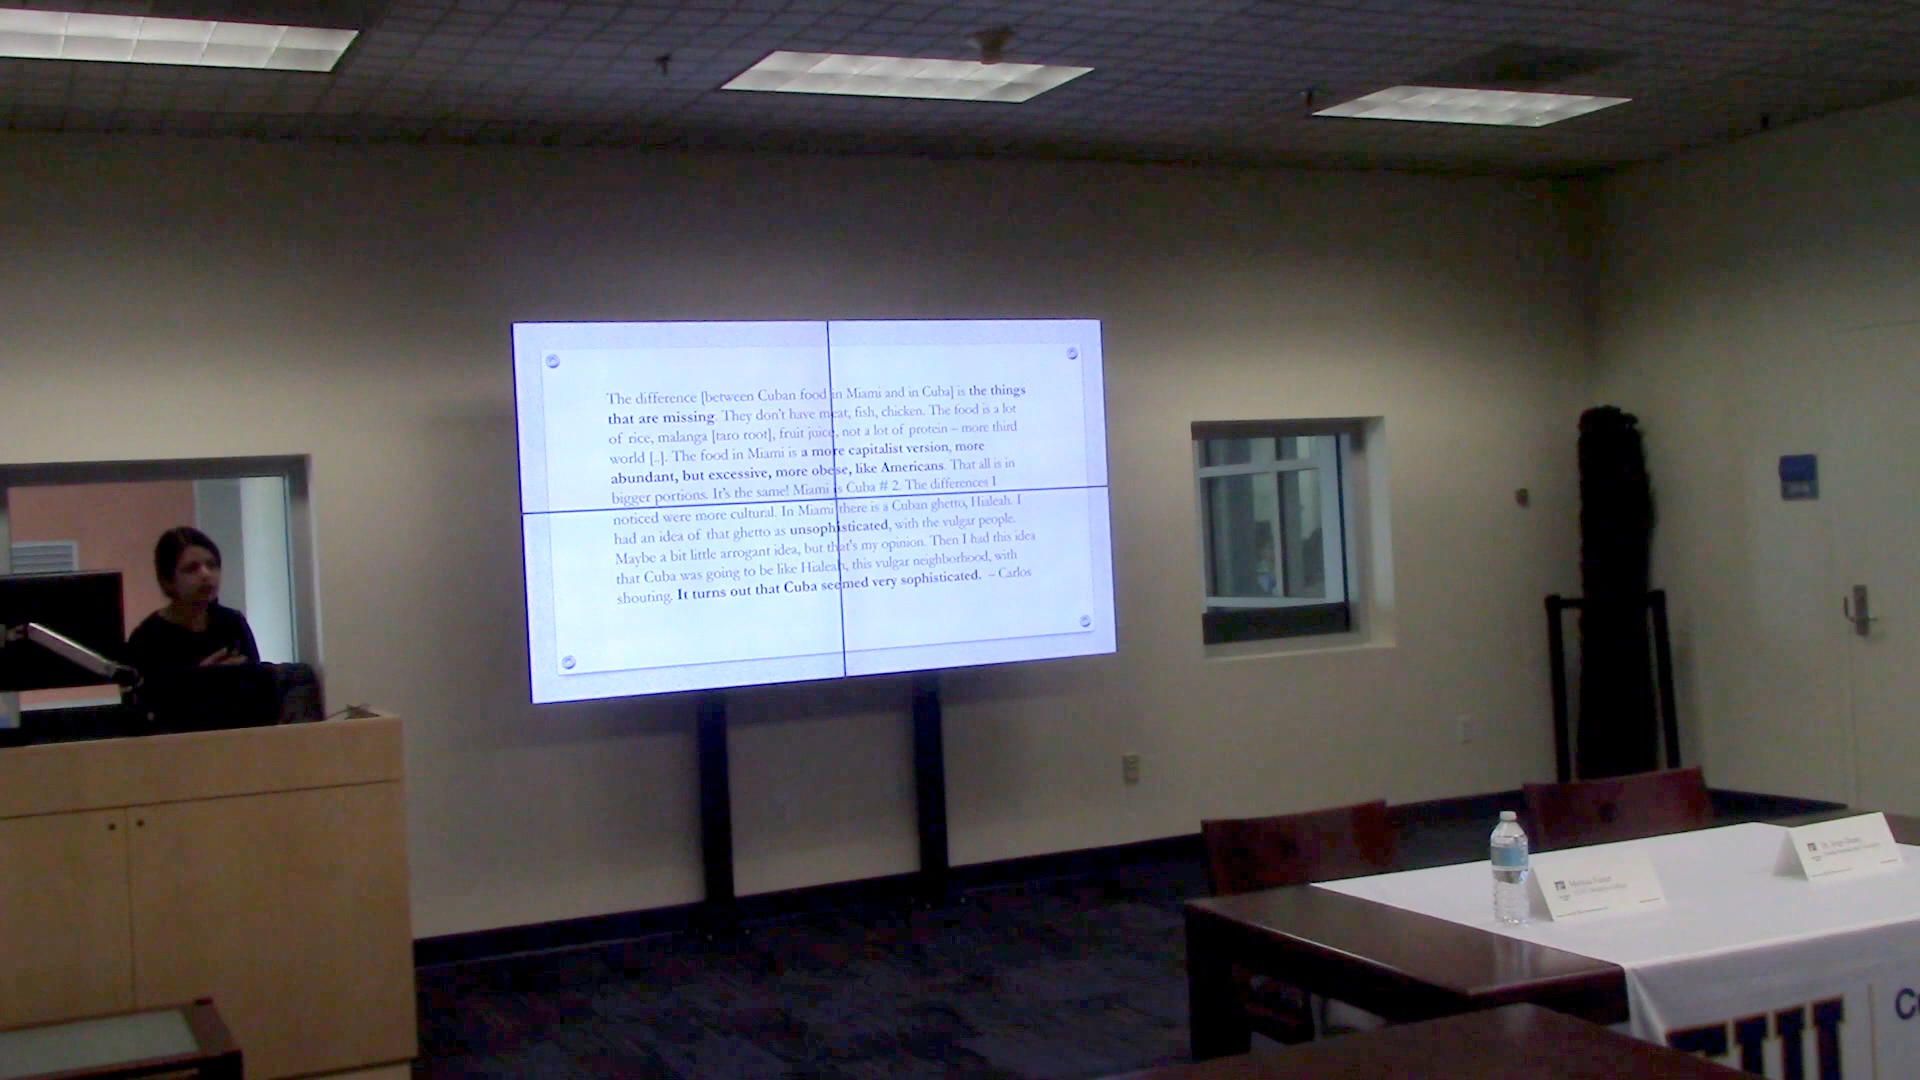 The difference [between Cuban food in Miami and in Cuba] is the things
that are missing. They don't have meat, fish, chicken. The food is a lot
of rice, malanga [taro root], fruit juice, not a lot of protein – more third
world [..]. The food in Miami is a more capitalist version, more
abundant, but excessive, more obese, like Americans. That all is in
bigger portions. It's the same! Miami is Cuba # 2. The differences I
noticed were more cultural. In Miami there is a Cuban ghetto, Hialeah. I
had an idea of that ghetto as unsophisticated, with the vulgar people.
Maybe a bit little arrogant idea, but that's my opinion. Then I had this idea
that Cuba was going to be like Hialeah, this vulgar neighborhood, with
shouting. It turns out that Cuba seemed very sophisticated. – Carlos
FIU